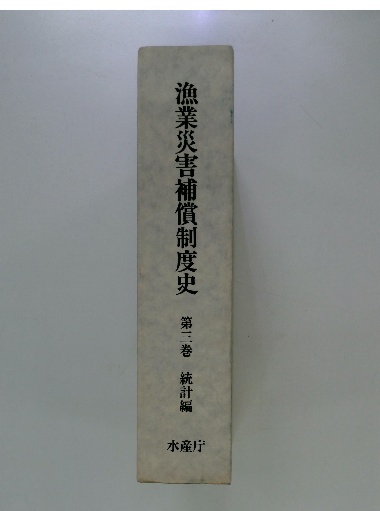 漁業災害補償制度史
第三巻 統計編
水産庁